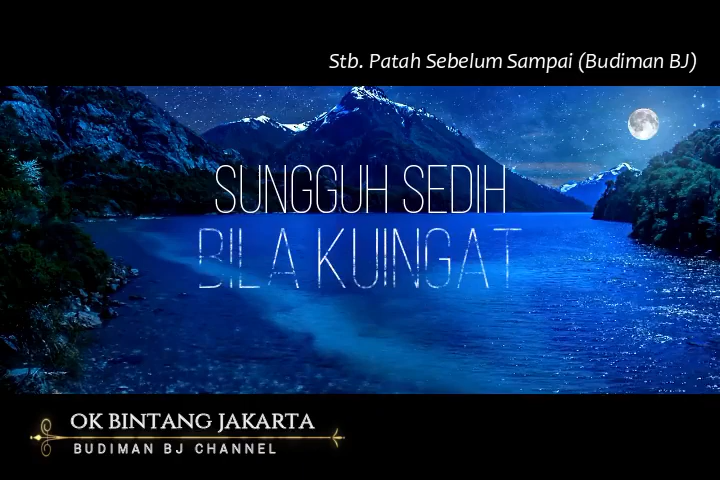 Stb. Patah Sebelum Sampai (Budiman BJ)
SUNGGUH SEDIH
BILA KUINGAT
OK BINTANG JAKARTA
BUDIMAN BJ CHANNEL